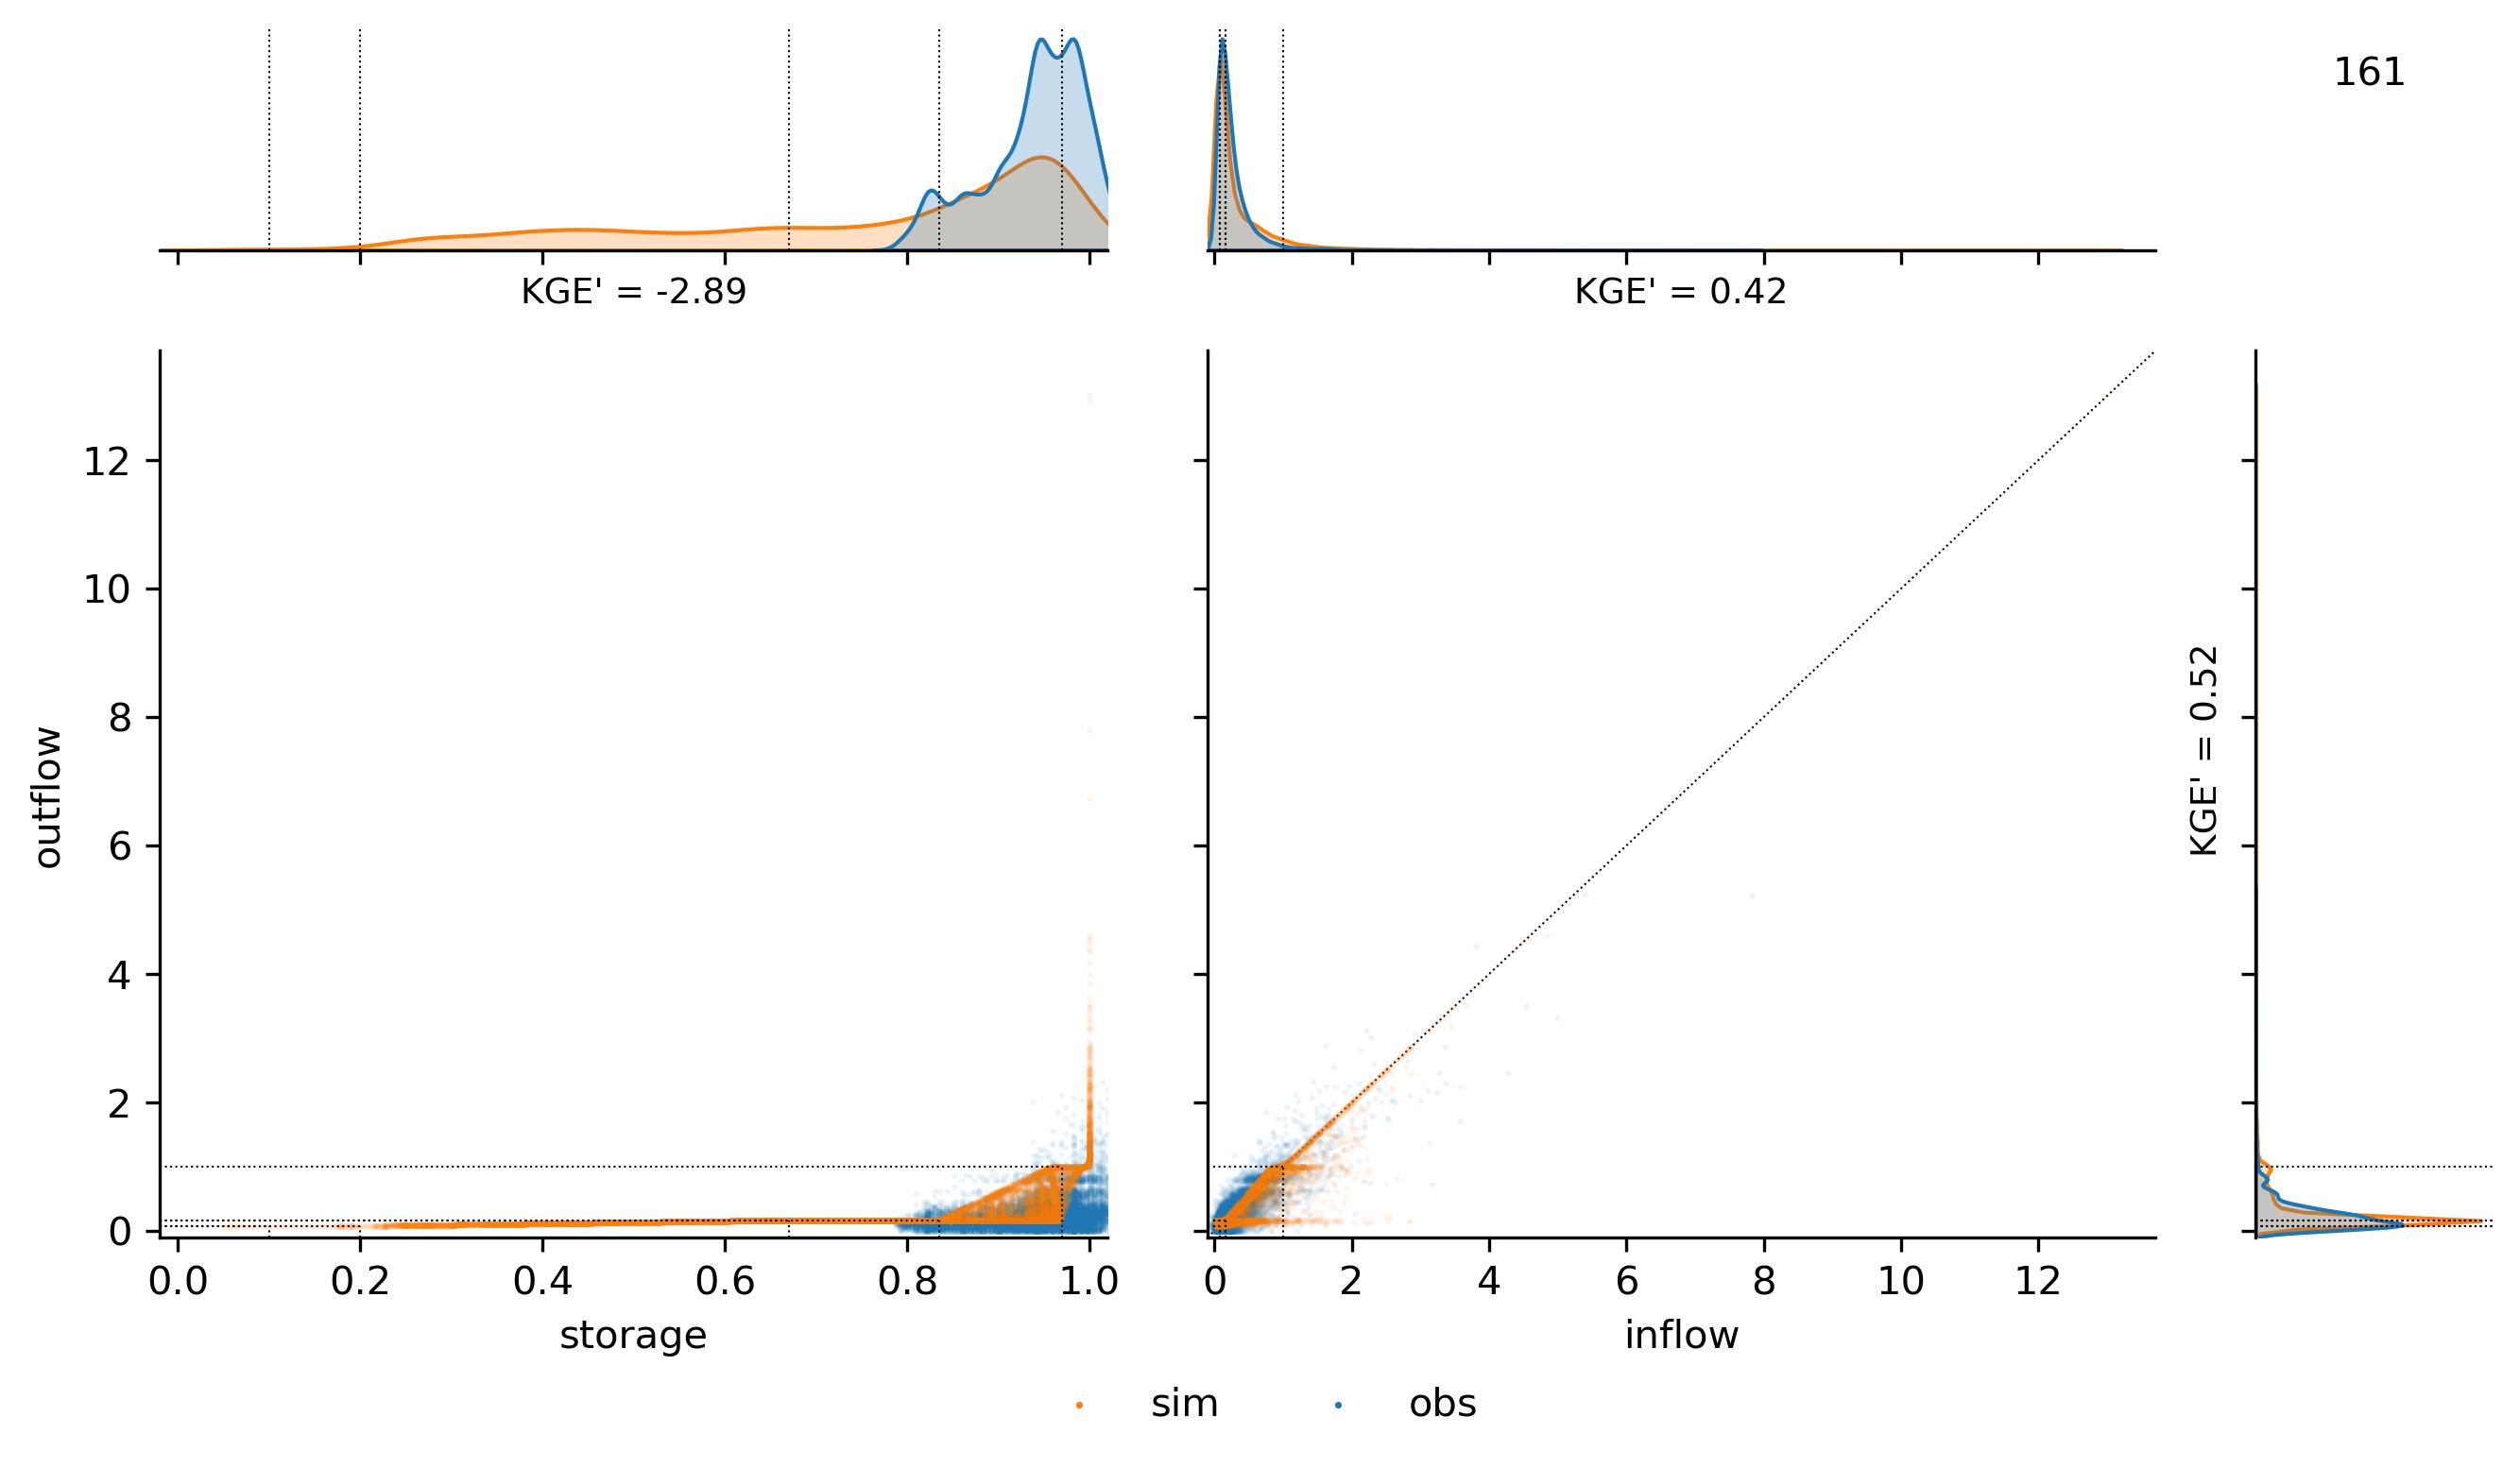 161
KGE' = -2.89
KGE' = 0.42
outflow
12
10
8
6
4
2
0
KGE' = 0.52
0.0 0.2 0.4 0.6 0.8 1.0
storage
0 2 4 6 8 10 12
inflow
sim obs